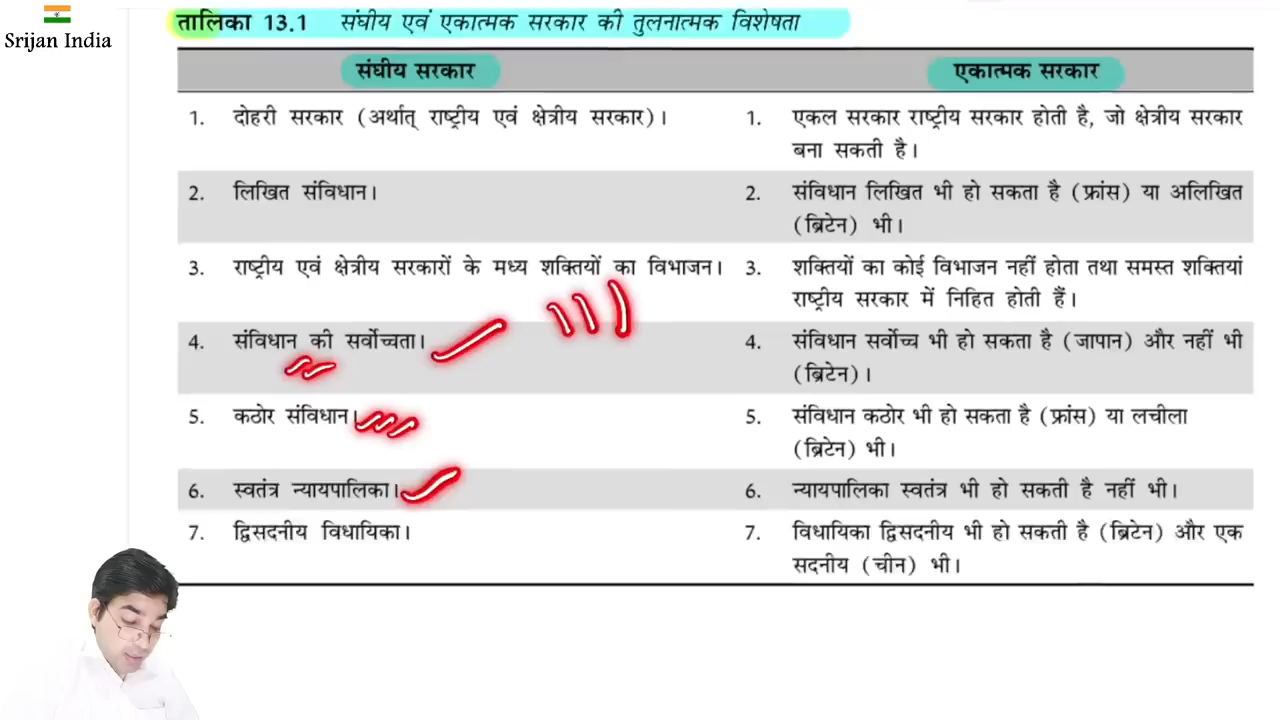 Srijan India
तालिका 13.1 संघीय एवं एकात्मक सरकार की तुलनात्मक विशेषता
संघीय सरकार
एकात्मक सरकार
1. दोहरी सरकार (अर्थात् राष्ट्रीय एवं क्षेत्रीय सरकार)।
1. एकल सरकार राष्ट्रीय सरकार होती है, जो क्षेत्रीय सरकार
बना सकती है।
2. लिखित संविधान।
2. संविधान लिखित भी हो सकता है (फ्रांस) या अलिखित
(ब्रिटेन) भी।
3. राष्ट्रीय एवं क्षेत्रीय सरकारों के मध्य शक्तियों का विभाजन।
3. शक्तियों का कोई विभाजन नहीं होता तथा समस्त शक्तियां
राष्ट्रीय सरकार में निहित होती हैं।
4. संविधान की सर्वोच्चता।
4. संविधान सर्वोच्च भी हो सकता है (जापान) और नहीं भी
(ब्रिटेन)।
5. कठोर संविधान।
5. संविधान कठोर भी हो सकता है (फ्रांस) या लचीला
(ब्रिटेन) भी।
6. स्वतंत्र न्यायपालिका।
6. न्यायपालिका स्वतंत्र भी हो सकती है नहीं भी।
7. द्विसदनीय विधायिका।
7. विधायिका द्विसदनीय भी हो सकती है (ब्रिटेन) और एक
सदनीय (चीन) भी।